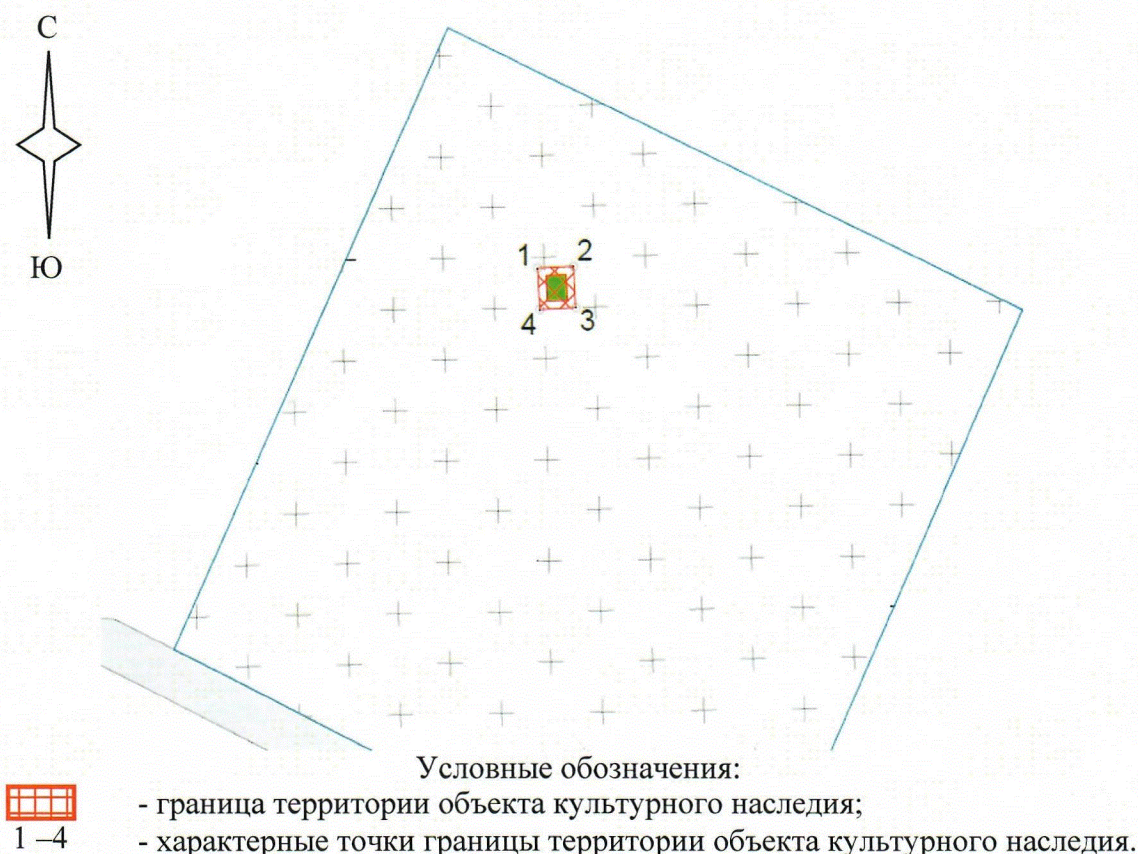 С
Ю
1 2
4 3
Условные обозначения:
- граница территории объекта культурного наследия;
1 –4 - характерные точки границы территории объекта культурного наследия.